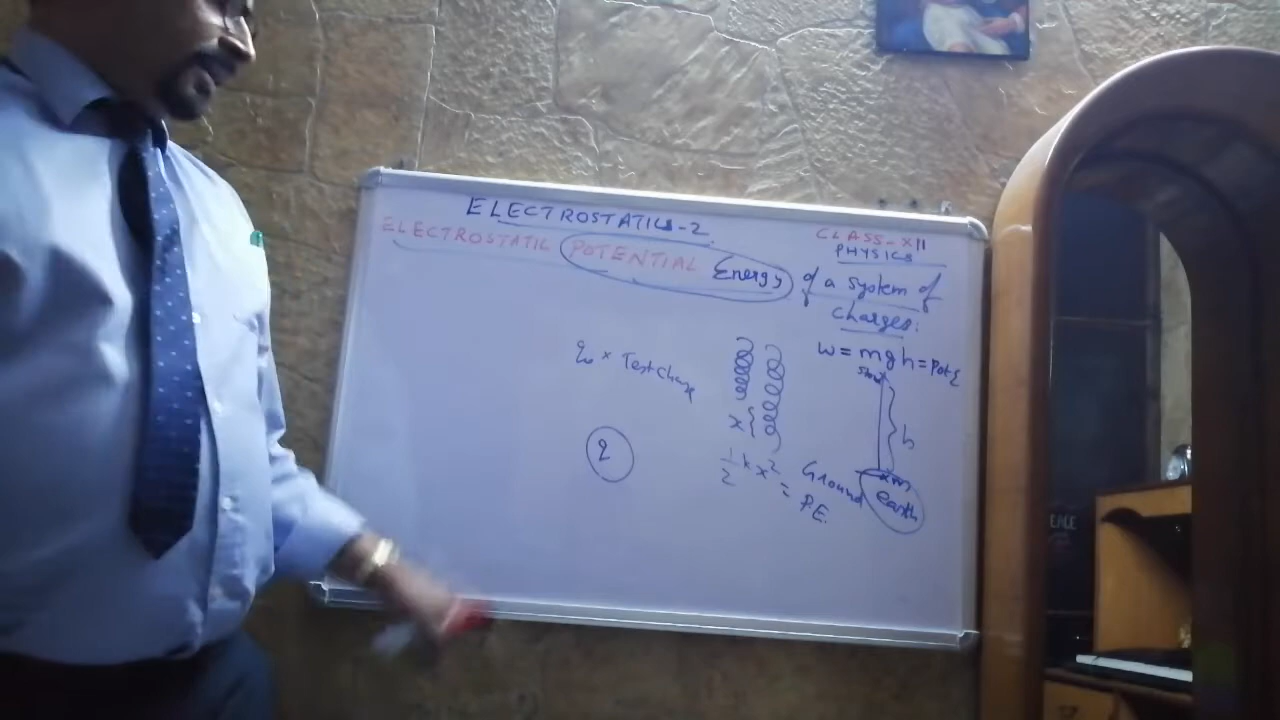 ELECTROSTATICS-2
CLASS-XII
PHYSICS
ELECTROSTATIC POTENTIAL Energy of a system of
charges:
q₀ × Test charge
W = mgh = Pot E
h
x
q
1/2 k x² = P.E.
Ground
m
earth